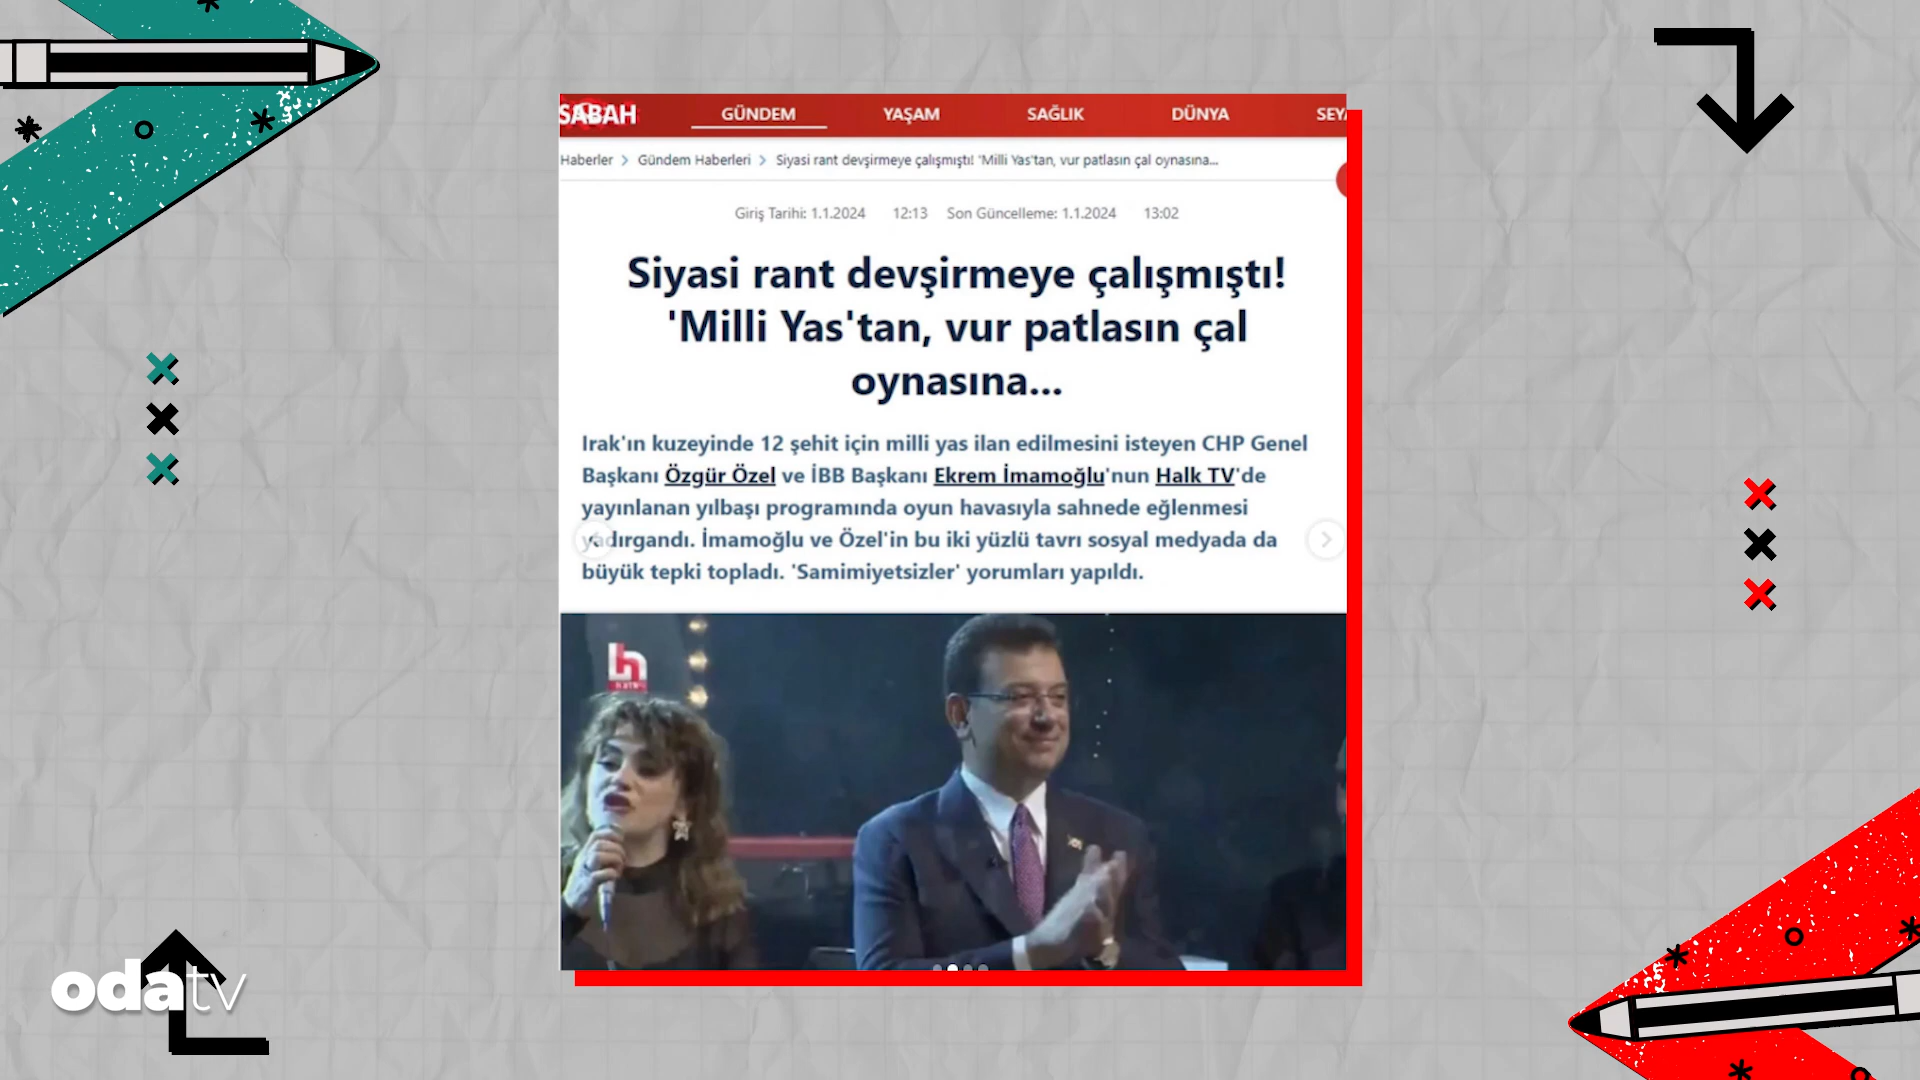 SABAH GÜNDEM YAŞAM SAĞLIK DÜNYA SEY
Haberler > Gündem Haberleri > Siyasi rant devşirmeye çalışmıştı! 'Milli Yas'tan, vur patlasın çal oynasına...
Giriş Tarihi: 1.1.2024 12:13 Son Güncelleme: 1.1.2024 13:02
Siyasi rant devşirmeye çalışmıştı!
'Milli Yas'tan, vur patlasın çal
oynasına...
Irak'ın kuzeyinde 12 şehit için milli yas ilan edilmesini isteyen CHP Genel
Başkanı Özgür Özel ve İBB Başkanı Ekrem İmamoğlu'nun Halk TV'de
yayınlanan yılbaşı programında oyun havasıyla sahnede eğlenmesi
yadırgandı. İmamoğlu ve Özel'in bu iki yüzlü tavrı sosyal medyada da
büyük tepki topladı. 'Samimiyetsizler' yorumları yapıldı.
odatv